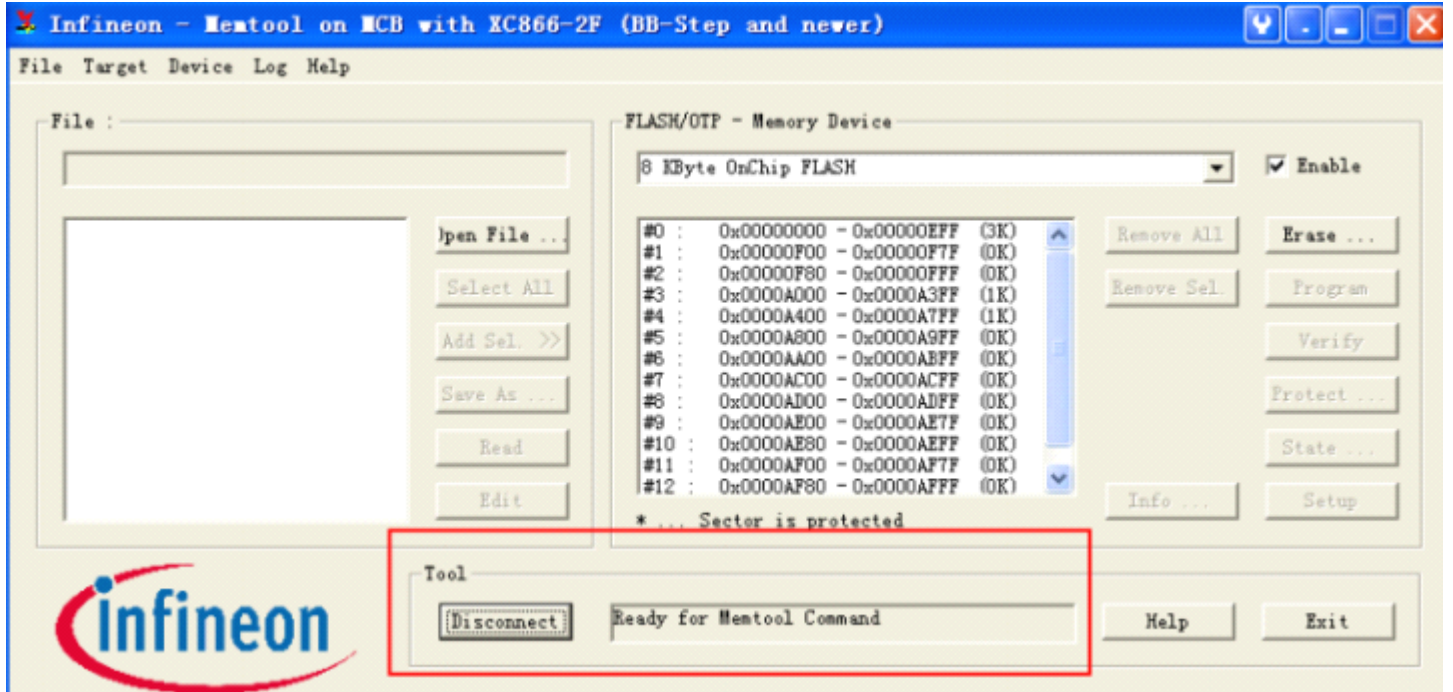 Infineon - Memtool on MCB with XC866-2F (BB-Step and newer)
File Target Device Log Help
File :
FLASH/OTP - Memory Device
8 KByte OnChip FLASH
Enable
Open File ...
Select All
Add Sel. >>
Save As ...
Read
Edit
#0 : 0x00000000 - 0x00000EFF (3K)
#1 : 0x00000F00 - 0x00000F7F (0K)
#2 : 0x00000F80 - 0x00000FFF (0K)
#3 : 0x0000A000 - 0x0000A3FF (1K)
#4 : 0x0000A400 - 0x0000A7FF (1K)
#5 : 0x0000A800 - 0x0000A9FF (0K)
#6 : 0x0000AA00 - 0x0000ABFF (0K)
#7 : 0x0000AC00 - 0x0000ACFF (0K)
#8 : 0x0000AD00 - 0x0000ADFF (0K)
#9 : 0x0000AE00 - 0x0000AE7F (0K)
#10 : 0x0000AE80 - 0x0000AEFF (0K)
#11 : 0x0000AF00 - 0x0000AF7F (0K)
#12 : 0x0000AF80 - 0x0000AFFF (0K)
* ... Sector is protected
Remove All
Remove Sel.
Info ...
Erase ...
Program
Verify
Protect ...
State ...
Setup
infineon
Tool
Disconnect
Ready for Memtool Command
Help
Exit